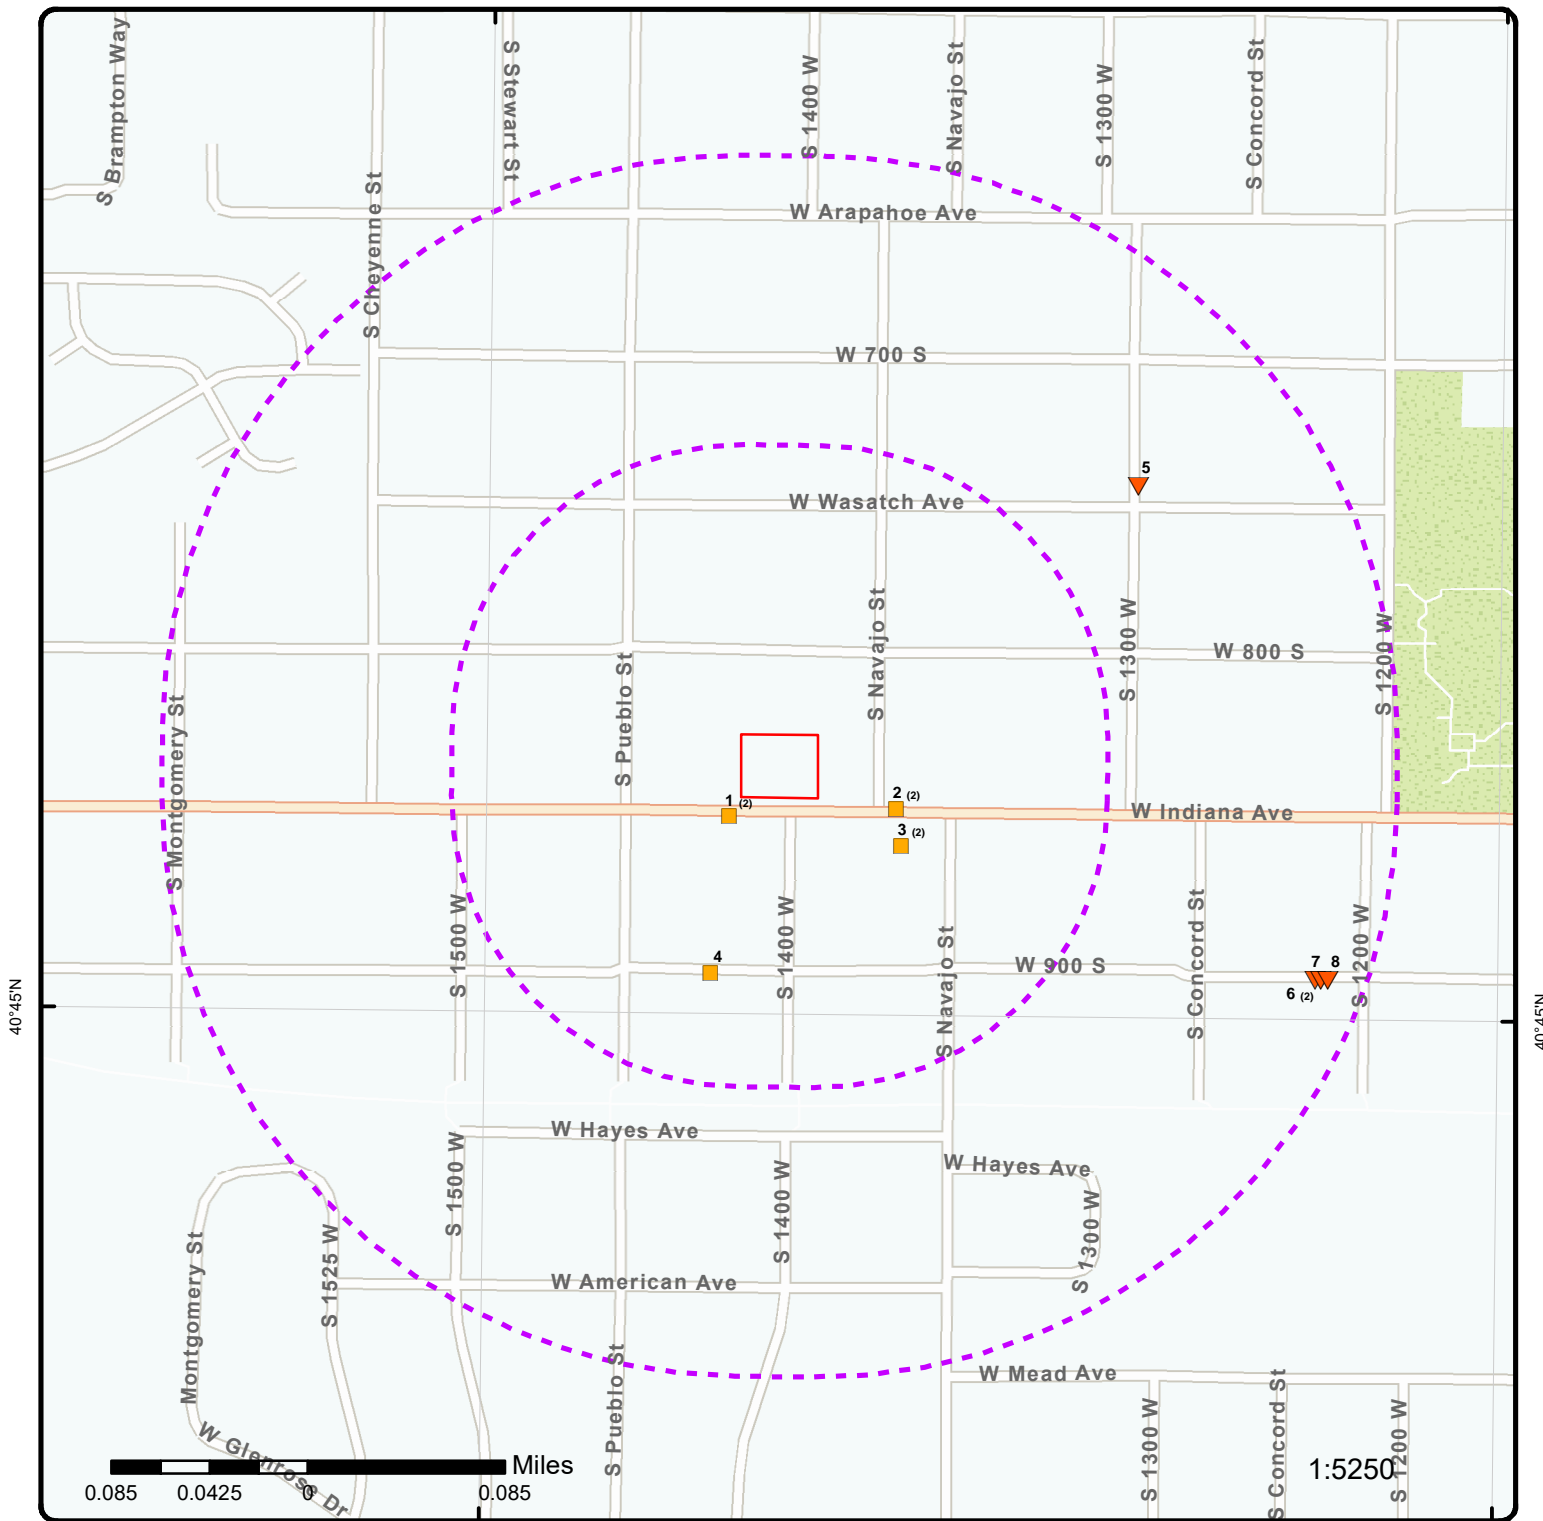 S Brampton Way
S Stewart St
S 1400 W
S Navajo St
S 1300 W
S Concord St
S Cheyenne St
W Arapahoe Ave
W 700 S
5
W Wasatch Ave
S Navajo St
S 1300 W
S 1200 W
W 800 S
S Pueblo St
S Montgomery St
1 (2)
2 (2)
W Indiana Ave
3 (2)
S 1500 W
S 1400 W
S Navajo St
S Concord St
S 1200 W
4
W 900 S
7 8
6 (2)
40°45'N
40°45'N
W Hayes Ave
W Hayes Ave
S 1500 W
S 1400 W
S 1300 W
Montgomery St
S 1525 W
W American Ave
S Pueblo St
W Mead Ave
S 1300 W
S Concord St
S 1200 W
W Glenrose Dr
Miles
1:5250
0.085 0.0425 0 0.085